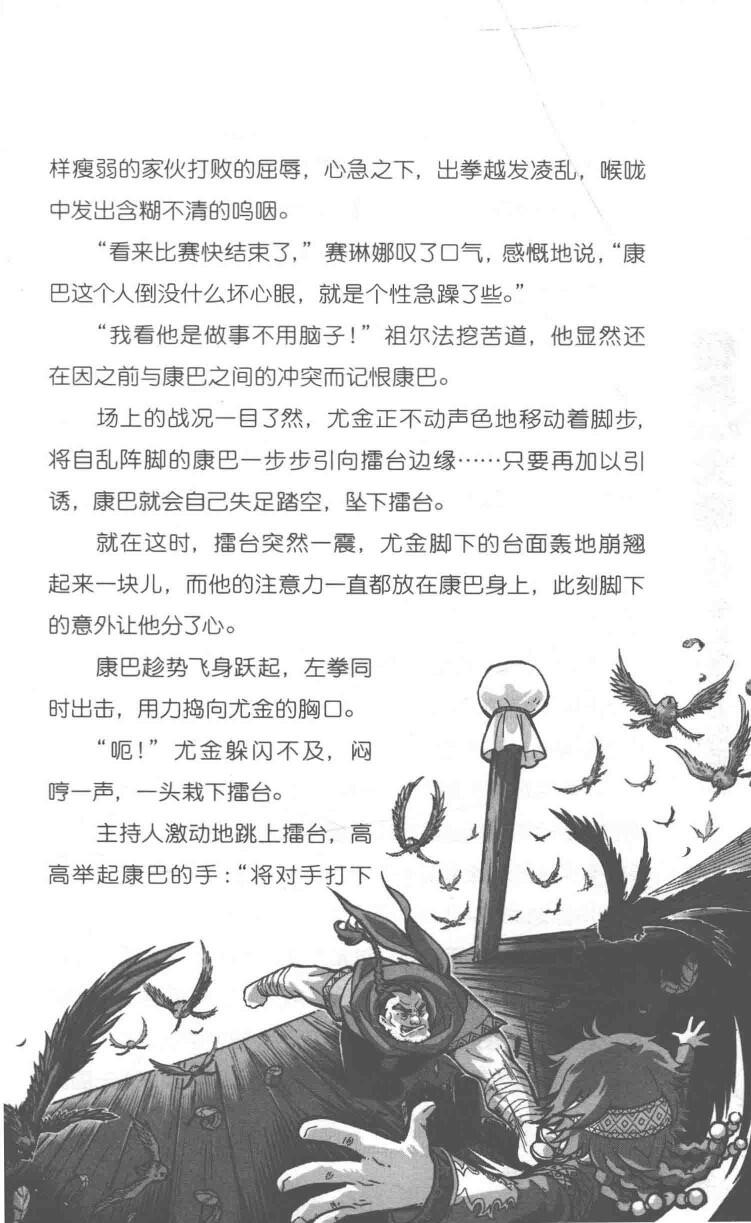 样瘦弱的家伙打败的屈辱，心急之下，出拳越发凌乱，喉咙
中发出含糊不清的呜咽。
“看来比赛快结束了，”赛琳娜叹了口气，感慨地说，“康
巴这个人倒没什么坏心眼，就是个性急躁了些。”
“我看他是做事不用脑子！”祖尔法挖苦道，他显然还
在因之前与康巴之间的冲突而记恨康巴。
场上的战况一目了然，尤金正不动声色地移动着脚步，
将自乱阵脚的康巴一步步引向擂台边缘……只要再加以引
诱，康巴就会自己失足踏空，坠下擂台。
就在这时，擂台突然一震，尤金脚下的台面轰地崩翘
起来一块儿，而他的注意力一直都放在康巴身上，此刻脚下
的意外让他分了心。
康巴趁势飞身跃起，左拳同
时出击，用力捣向尤金的胸口。
“呃！”尤金躲闪不及，闷
哼一声，一头栽下擂台。
主持人激动地跳上擂台，高
高举起康巴的手：“将对手打下